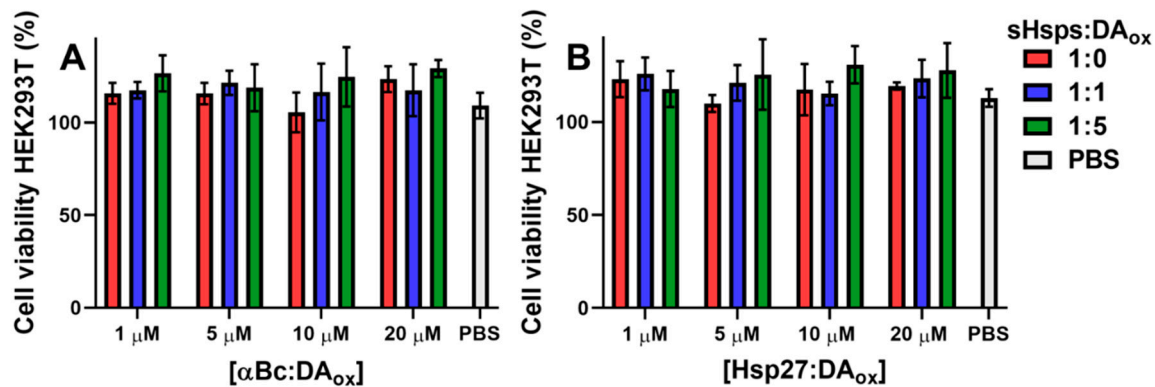 A
Cell viability HEK293T (%)
100
50
0
1 μM 5 μM 10 μM 20 μM PBS
[αBc:DAox]
B
Cell viability HEK293T (%)
100
50
0
1 μM 5 μM 10 μM 20 μM PBS
[Hsp27:DAox]
sHsps:DAox
1:0
1:1
1:5
PBS